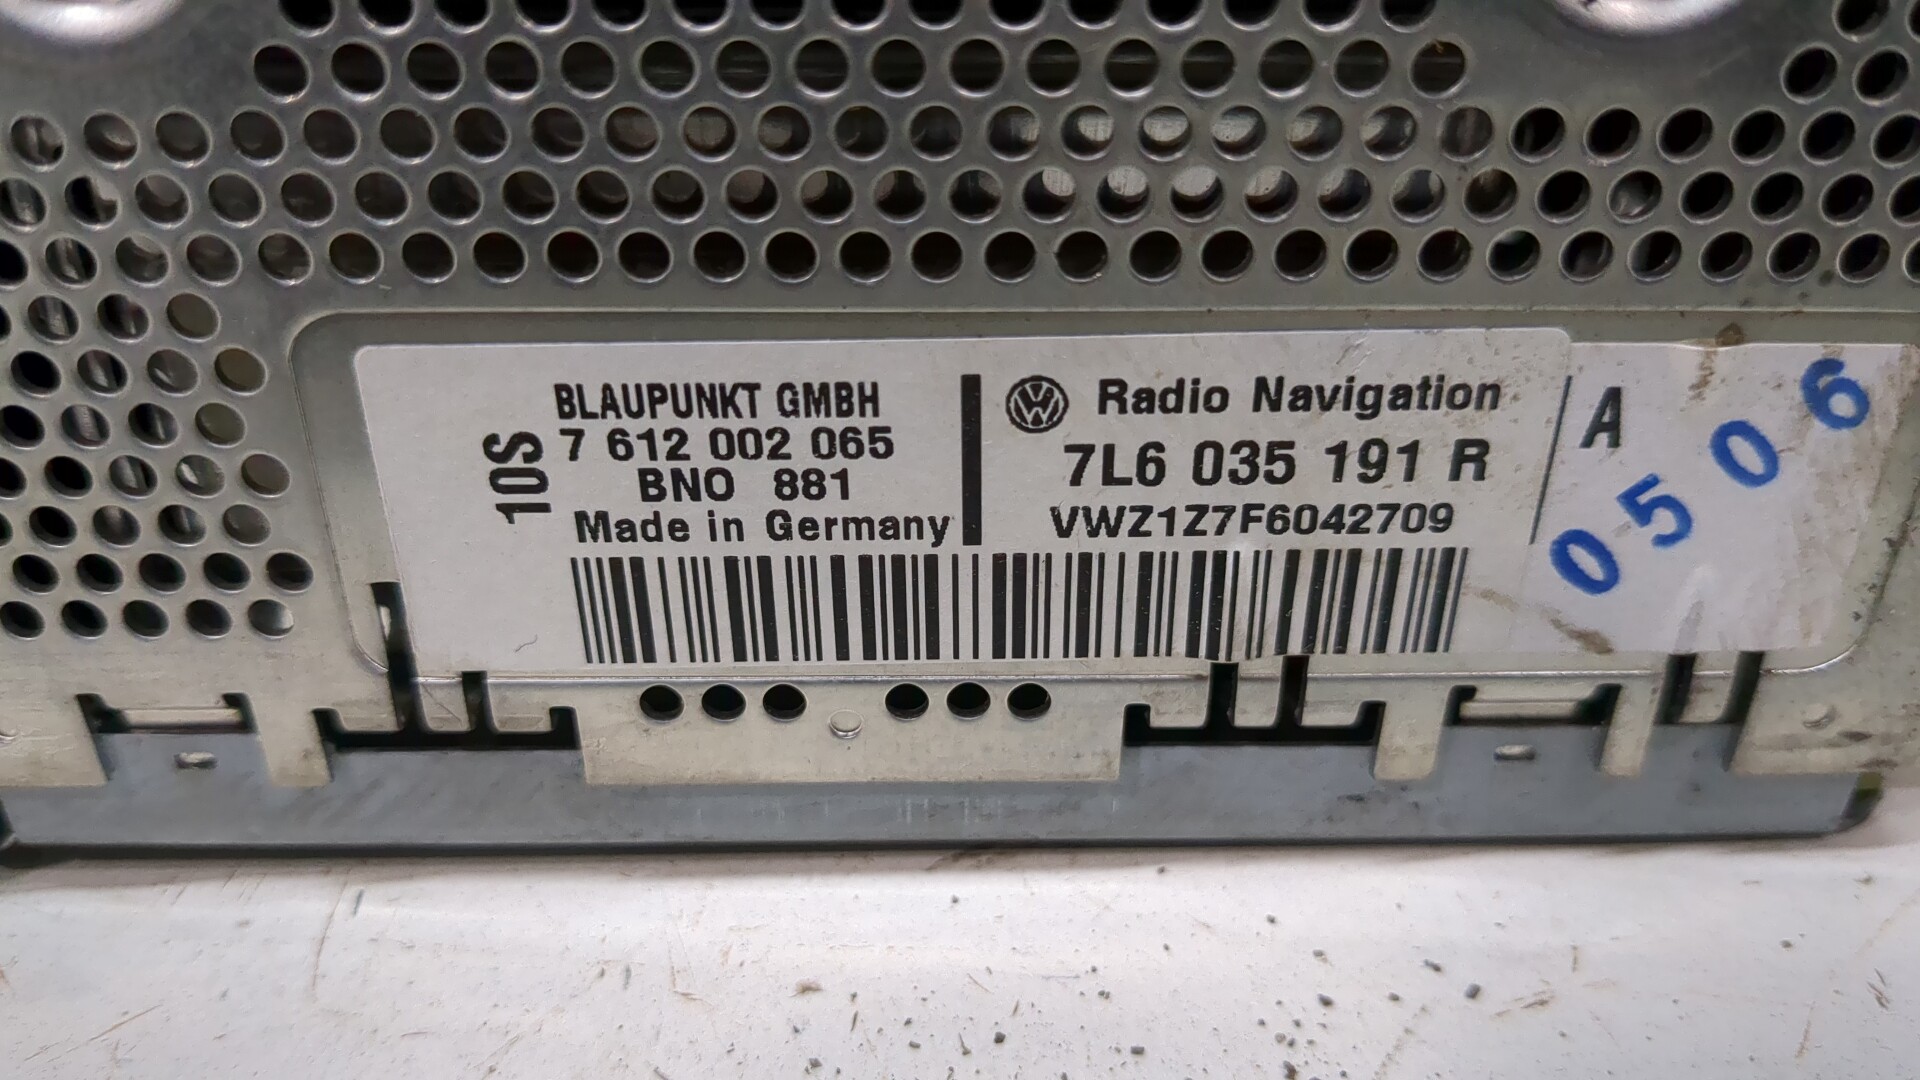 BLAUPUNKT GMBH
7 612 002 065
BNO 881
Made in Germany
10S
VW Radio Navigation
7L6 035 191 R
VWZ1Z7F6042709
A
0506